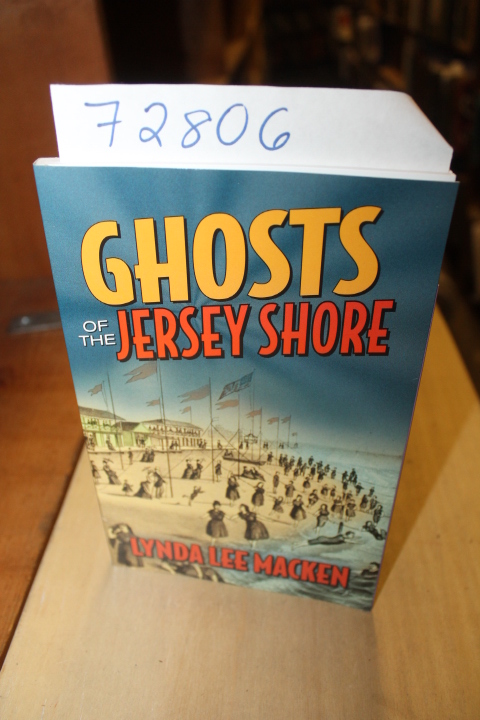 72806
GHOSTS
OF THE JERSEY SHORE
LYNDA LEE MACKEN